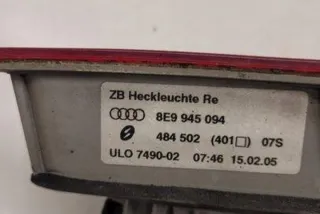 ZB Heckleuchte Re
8E9 945 094
484 502 (401□) 07S
ULO 7490-02 07:46 15.02.05